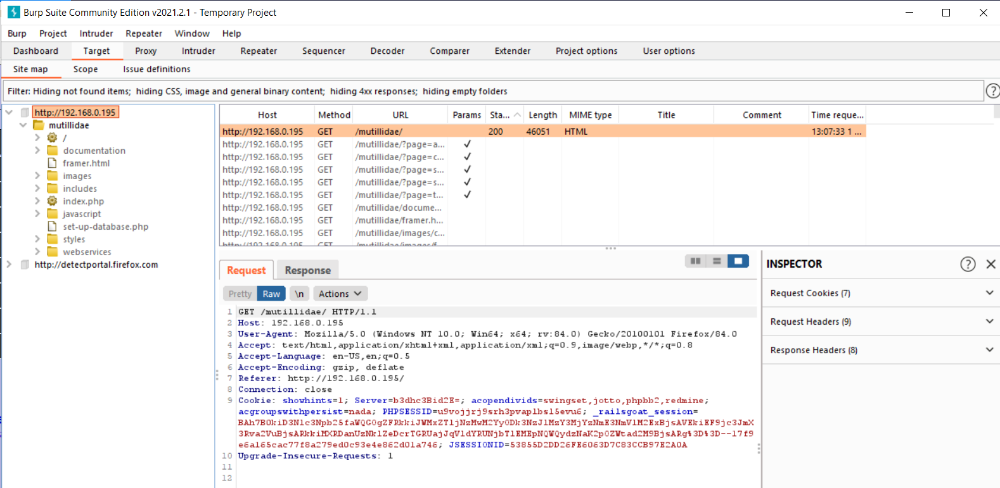 Burp Suite Community Edition v2021.2.1 - Temporary Project
Burp Project Intruder Repeater Window Help
Dashboard Target Proxy Intruder Repeater Sequencer Decoder Comparer Extender Project options User options
Site map Scope Issue definitions
Filter: Hiding not found items; hiding CSS, image and general binary content; hiding 4xx responses; hiding empty folders
http://192.168.0.195
mutillidae
/
documentation
framer.html
images
includes
index.php
javascript
set-up-database.php
styles
webservices
http://detectportal.firefox.com
Host Method URL Params Sta... Length MIME type Title Comment Time reque...
http://192.168.0.195 GET /mutillidae/ 200 46051 HTML 13:07:33 1 ...
http://192.168.0.195 GET /mutillidae/?page=a... ✓
http://192.168.0.195 GET /mutillidae/?page=c... ✓
http://192.168.0.195 GET /mutillidae/?page=s... ✓
http://192.168.0.195 GET /mutillidae/?page=s... ✓
http://192.168.0.195 GET /mutillidae/?page=t... ✓
http://192.168.0.195 GET /mutillidae/docume...
http://192.168.0.195 GET /mutillidae/framer.h...
http://192.168.0.195 GET /mutillidae/images/c...
http://192.168.0.195 GET /mutillidae/images/f
Request Response
Pretty Raw \n Actions
1 GET /mutillidae/ HTTP/1.1
2 Host: 192.168.0.195
3 User-Agent: Mozilla/5.0 (Windows NT 10.0; Win64; x64; rv:84.0) Gecko/20100101 Firefox/84.0
4 Accept: text/html,application/xhtml+xml,application/xml;q=0.9,image/webp,*/*;q=0.8
5 Accept-Language: en-US,en;q=0.5
6 Accept-Encoding: gzip, deflate
7 Referer: http://192.168.0.195/
8 Connection: close
9 Cookie: showhints=1; Server=b3dhc3Bid2E=; acopendivids=swingset,jotto,phpbb2,redmine;
acgroupswithpersist=nada; PHPSESSID=u9vojjrj9srh3pvaplbsl5evu6; _railsgoat_session=
JSESSIONID=53855D2DD26FE6063D7C83CCB97E2A0A
10 Upgrade-Insecure-Requests: 1
11
12
INSPECTOR
Request Cookies (7)
Request Headers (9)
Response Headers (8)